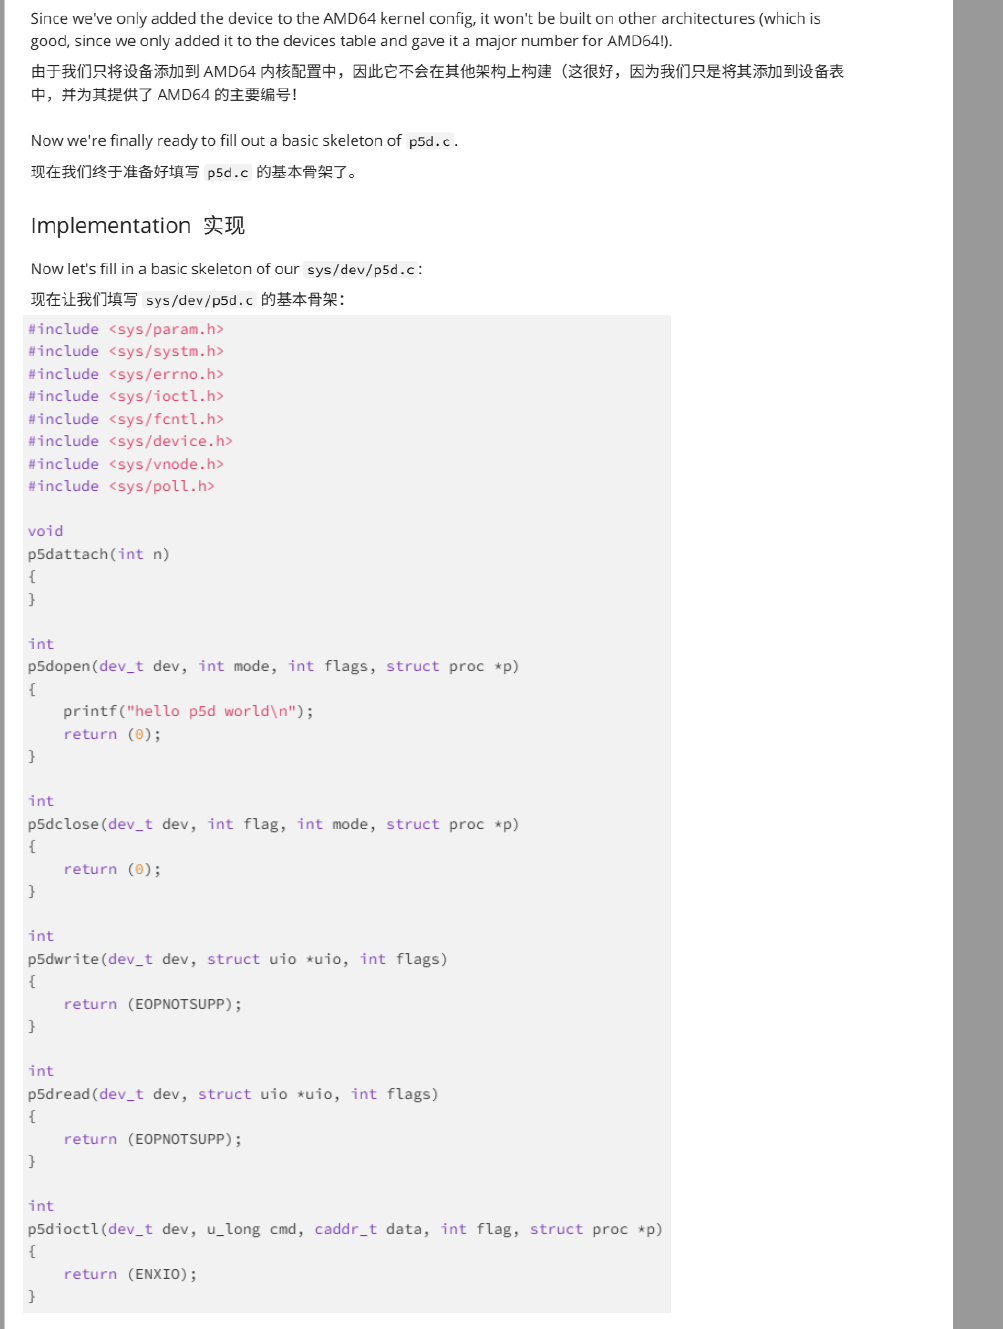 Since we've only added the device to the AMD64 kernel config, it won't be built on other architectures (which is
good, since we only added it to the devices table and gave it a major number for AMD64!).
由于我们只将设备添加到 AMD64 内核配置中，因此它不会在其他架构上构建（这很好，因为我们只是将其添加到设备表
中，并为其提供了 AMD64 的主要编号！
Now we're finally ready to fill out a basic skeleton of p5d.c.
现在我们终于准备好填写 p5d.c 的基本骨架了。
Implementation 实现
Now let's fill in a basic skeleton of our sys/dev/p5d.c:
现在让我们填写 sys/dev/p5d.c 的基本骨架：
#include <sys/param.h>
#include <sys/systm.h>
#include <sys/errno.h>
#include <sys/ioctl.h>
#include <sys/fcntl.h>
#include <sys/device.h>
#include <sys/vnode.h>
#include <sys/poll.h>
void
p5dattach(int n)
{
}
int
p5dopen(dev_t dev, int mode, int flags, struct proc *p)
{
    printf("hello p5d world\n");
    return (0);
}
int
p5dclose(dev_t dev, int flag, int mode, struct proc *p)
{
    return (0);
}
int
p5dwrite(dev_t dev, struct uio *uio, int flags)
{
    return (EOPNOTSUPP);
}
int
p5dread(dev_t dev, struct uio *uio, int flags)
{
    return (EOPNOTSUPP);
}
int
p5dioctl(dev_t dev, u_long cmd, caddr_t data, int flag, struct proc *p)
{
    return (ENXIO);
}